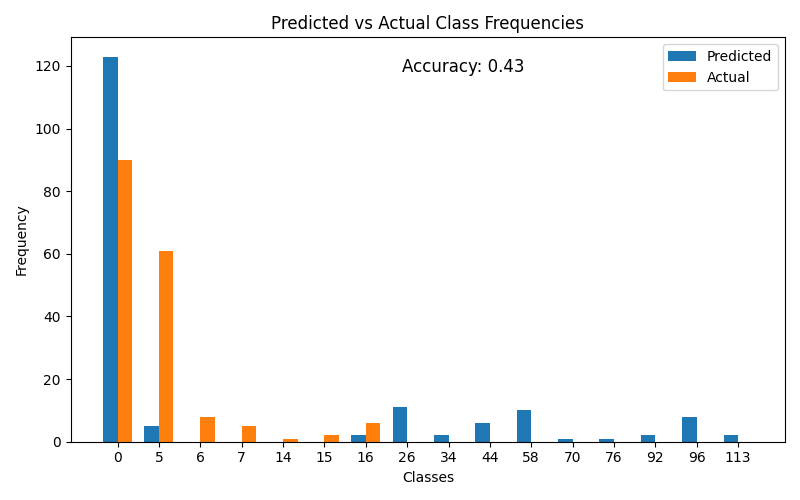 Predicted vs Actual Class Frequencies
Accuracy: 0.43
Predicted
Actual
Frequency
120
100
80
60
40
20
0
0 5 6 7 14 15 16 26 34 44 58 70 76 92 96 113
Classes